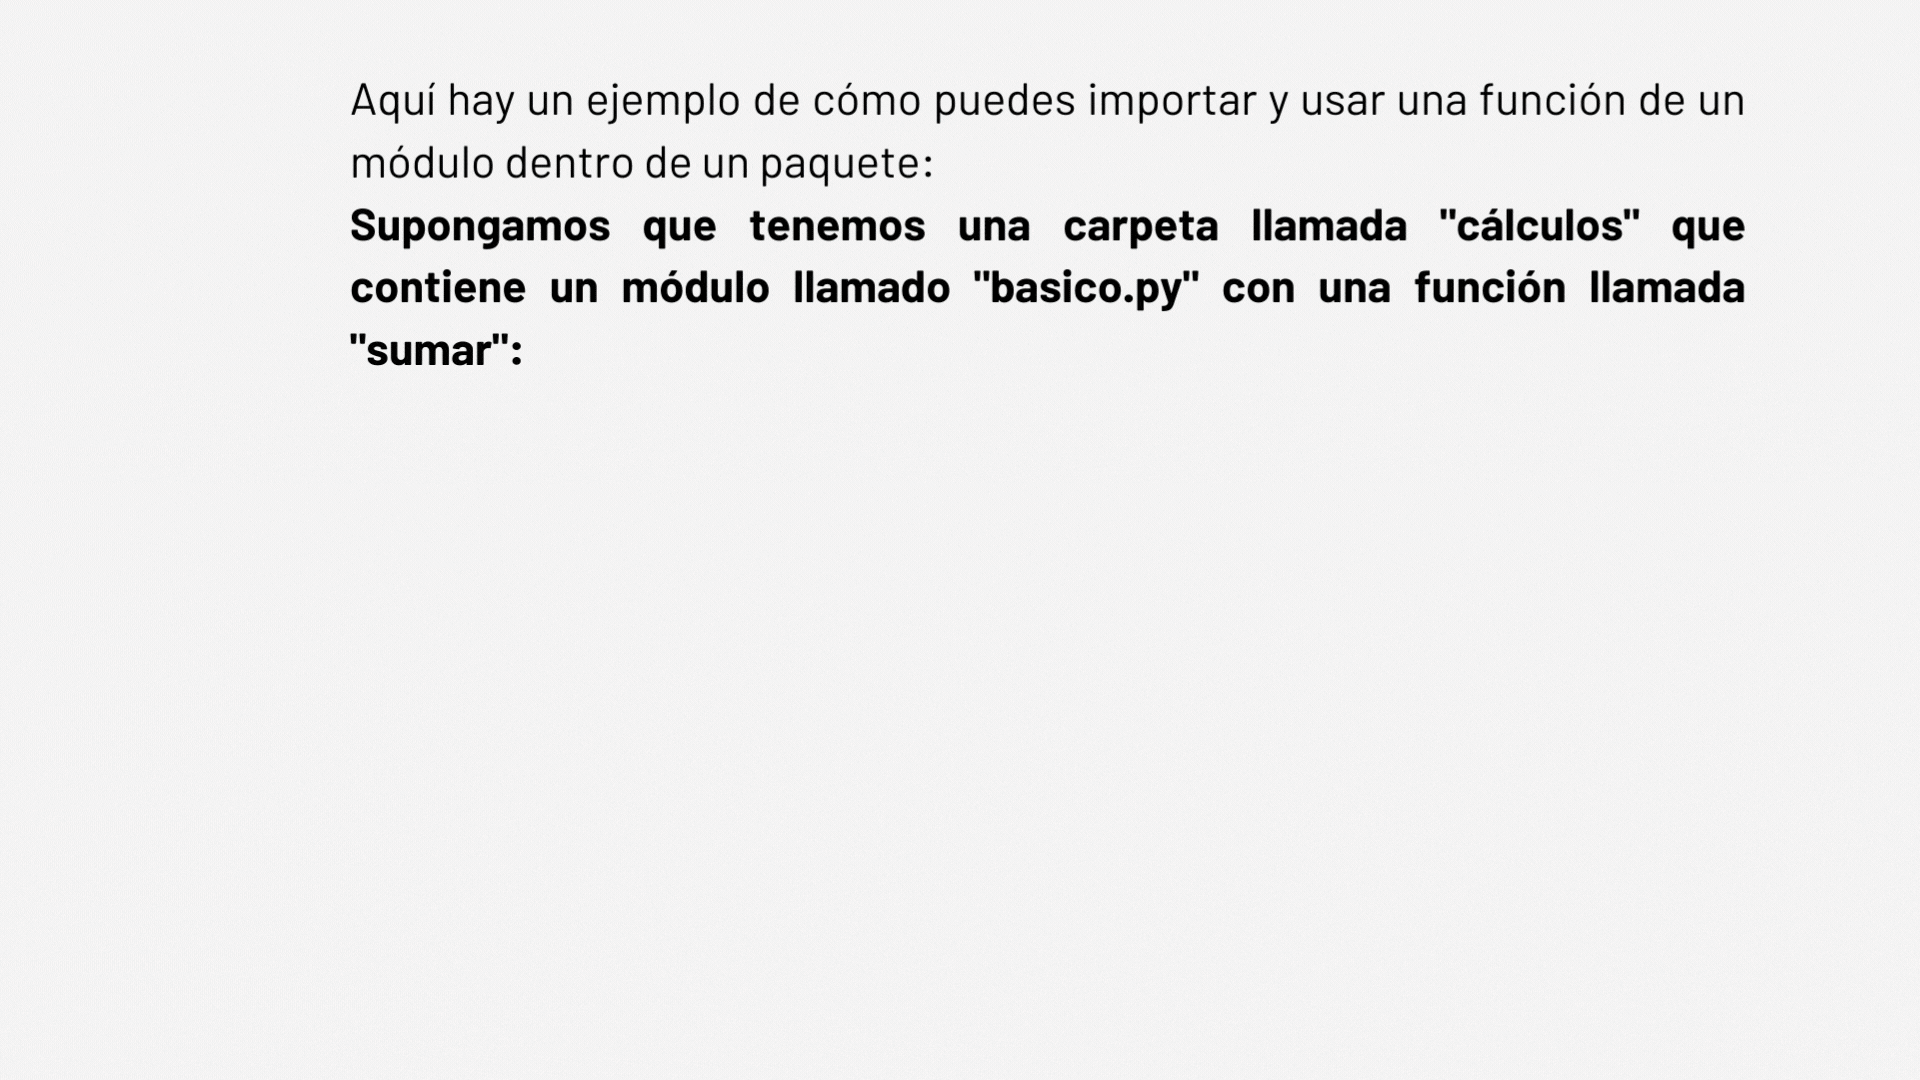 Aquí hay un ejemplo de cómo puedes importar y usar una función de un
módulo dentro de un paquete:
Supongamos que tenemos una carpeta llamada "cálculos" que
contiene un módulo llamado "basico.py" con una función llamada
"sumar":